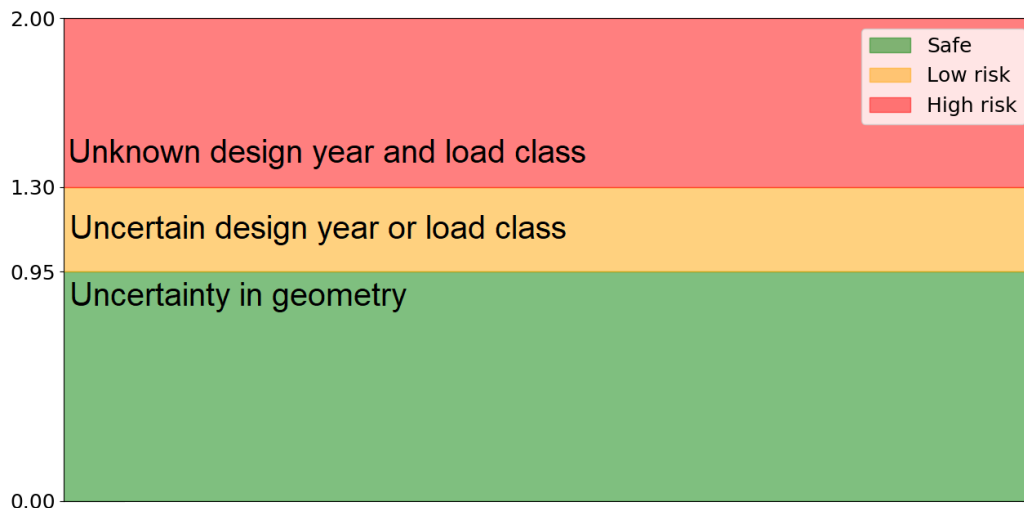 2.00
Safe
Low risk
High risk
Unknown design year and load class
1.30
Uncertain design year or load class
0.95
Uncertainty in geometry
0.00